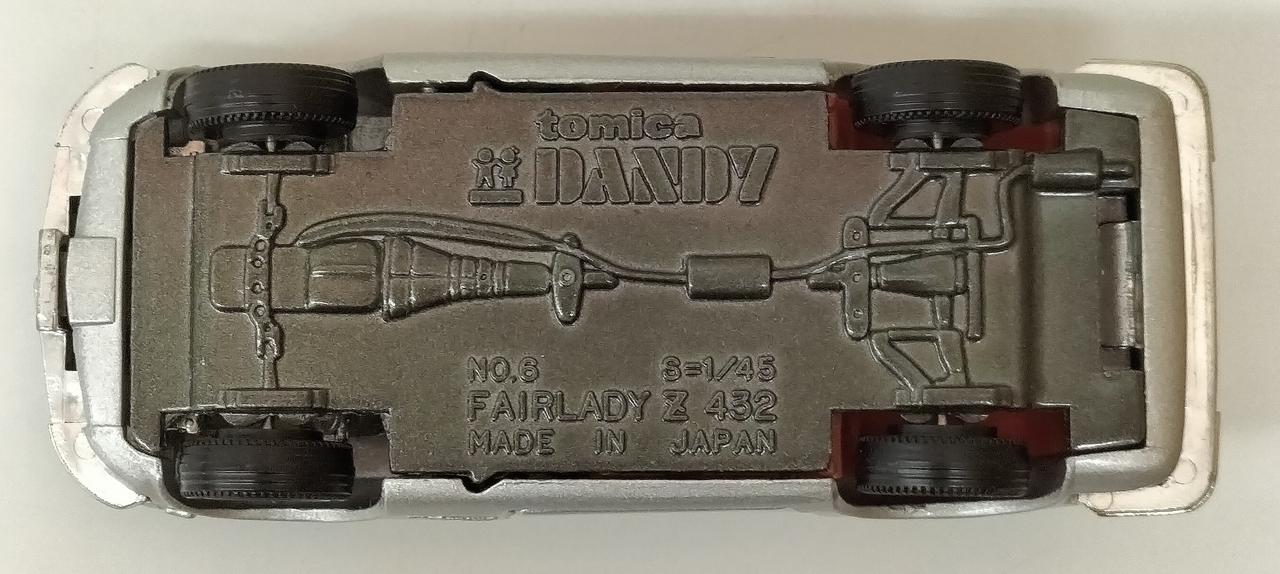 tomica
DANDY
NO.6 S=1/45
FAIRLADY Z 432
MADE IN JAPAN